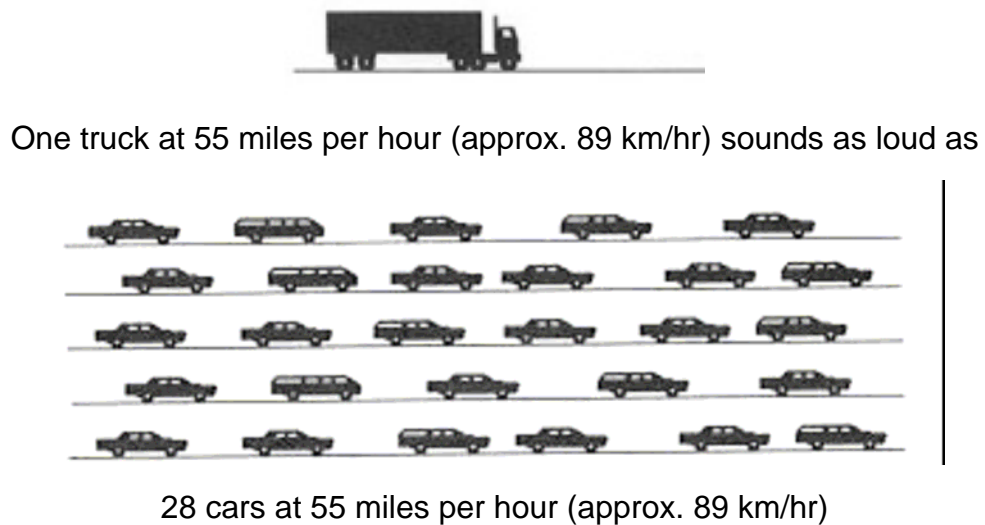 One truck at 55 miles per hour (approx. 89 km/hr) sounds as loud as
28 cars at 55 miles per hour (approx. 89 km/hr)